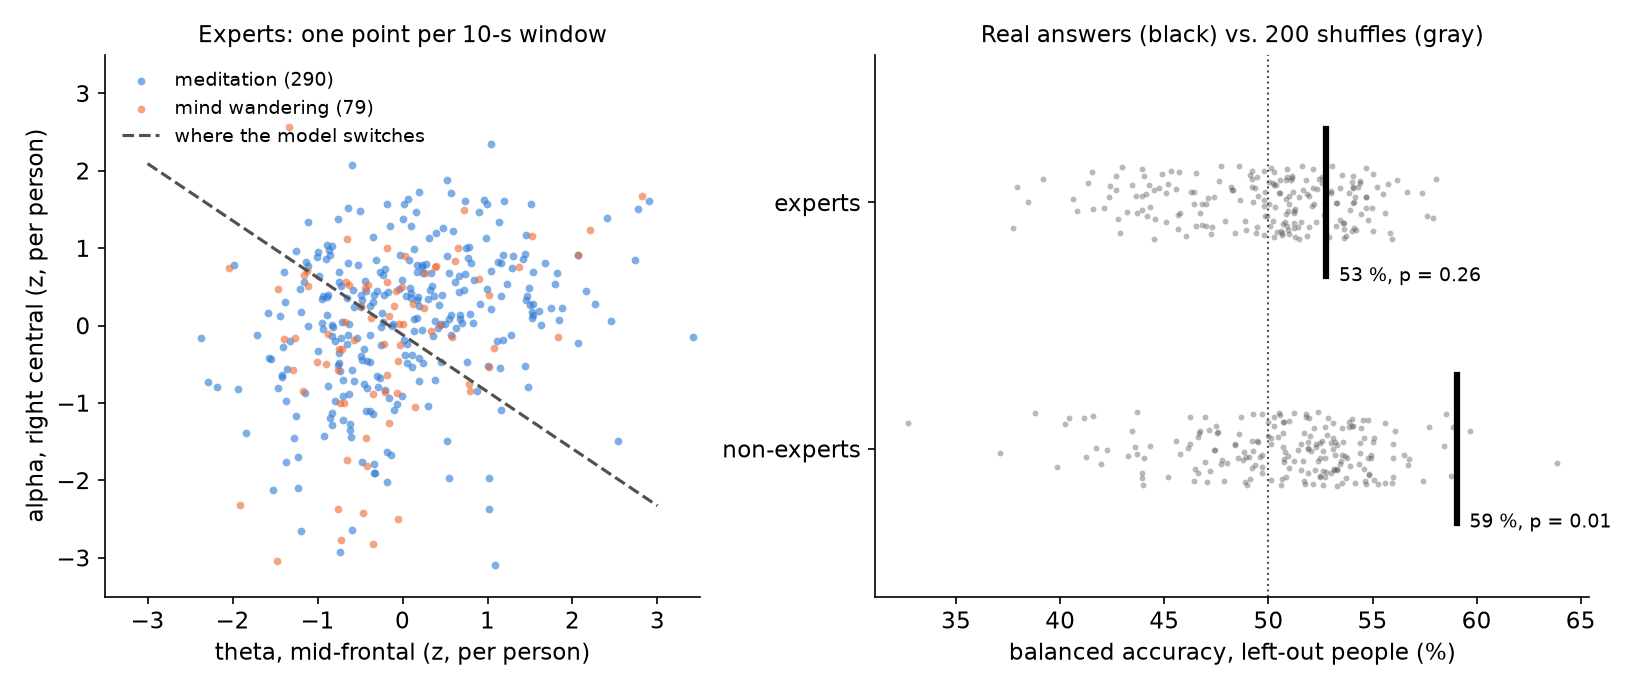 Experts: one point per 10-s window
meditation (290)
mind wandering (79)
where the model switches
alpha, right central (z, per person)
3
2
1
0
−1
−2
−3
−3
−2
−1
0
1
2
3
theta, mid-frontal (z, per person)
Real answers (black) vs. 200 shuffles (gray)
experts
53 %, p = 0.26
non-experts
59 %, p = 0.01
35
40
45
50
55
60
65
balanced accuracy, left-out people (%)